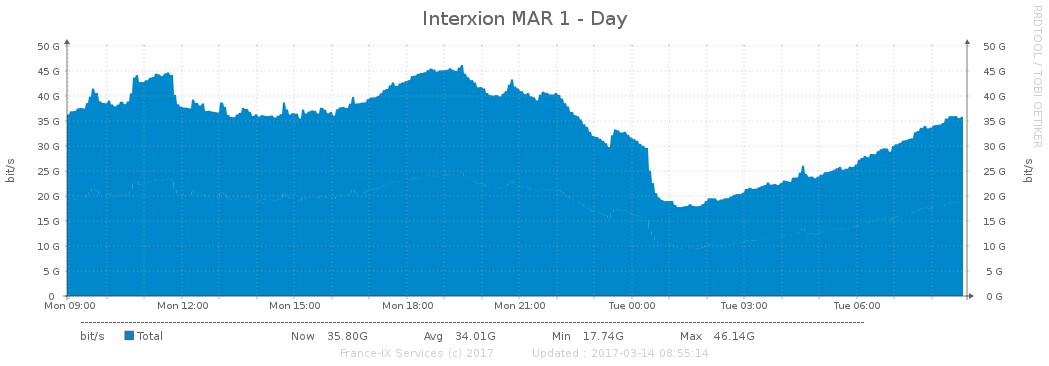 Interxion MAR 1 - Day
RRDTOOL / TOBI OETIKER
50 G 50 G
45 G 45 G
40 G 40 G
35 G 35 G
30 G 30 G
25 G 25 G
20 G 20 G
15 G 15 G
10 G 10 G
5 G 5 G
0 0 G
bit/s bit/s
Mon 09:00 Mon 12:00 Mon 15:00 Mon 18:00 Mon 21:00 Tue 00:00 Tue 03:00 Tue 06:00
bit/s Total Now 35.80G Avg 34.01G Min 17.74G Max 46.14G
France-IX Services (c) 2017 Updated : 2017-03-14 08:55:14